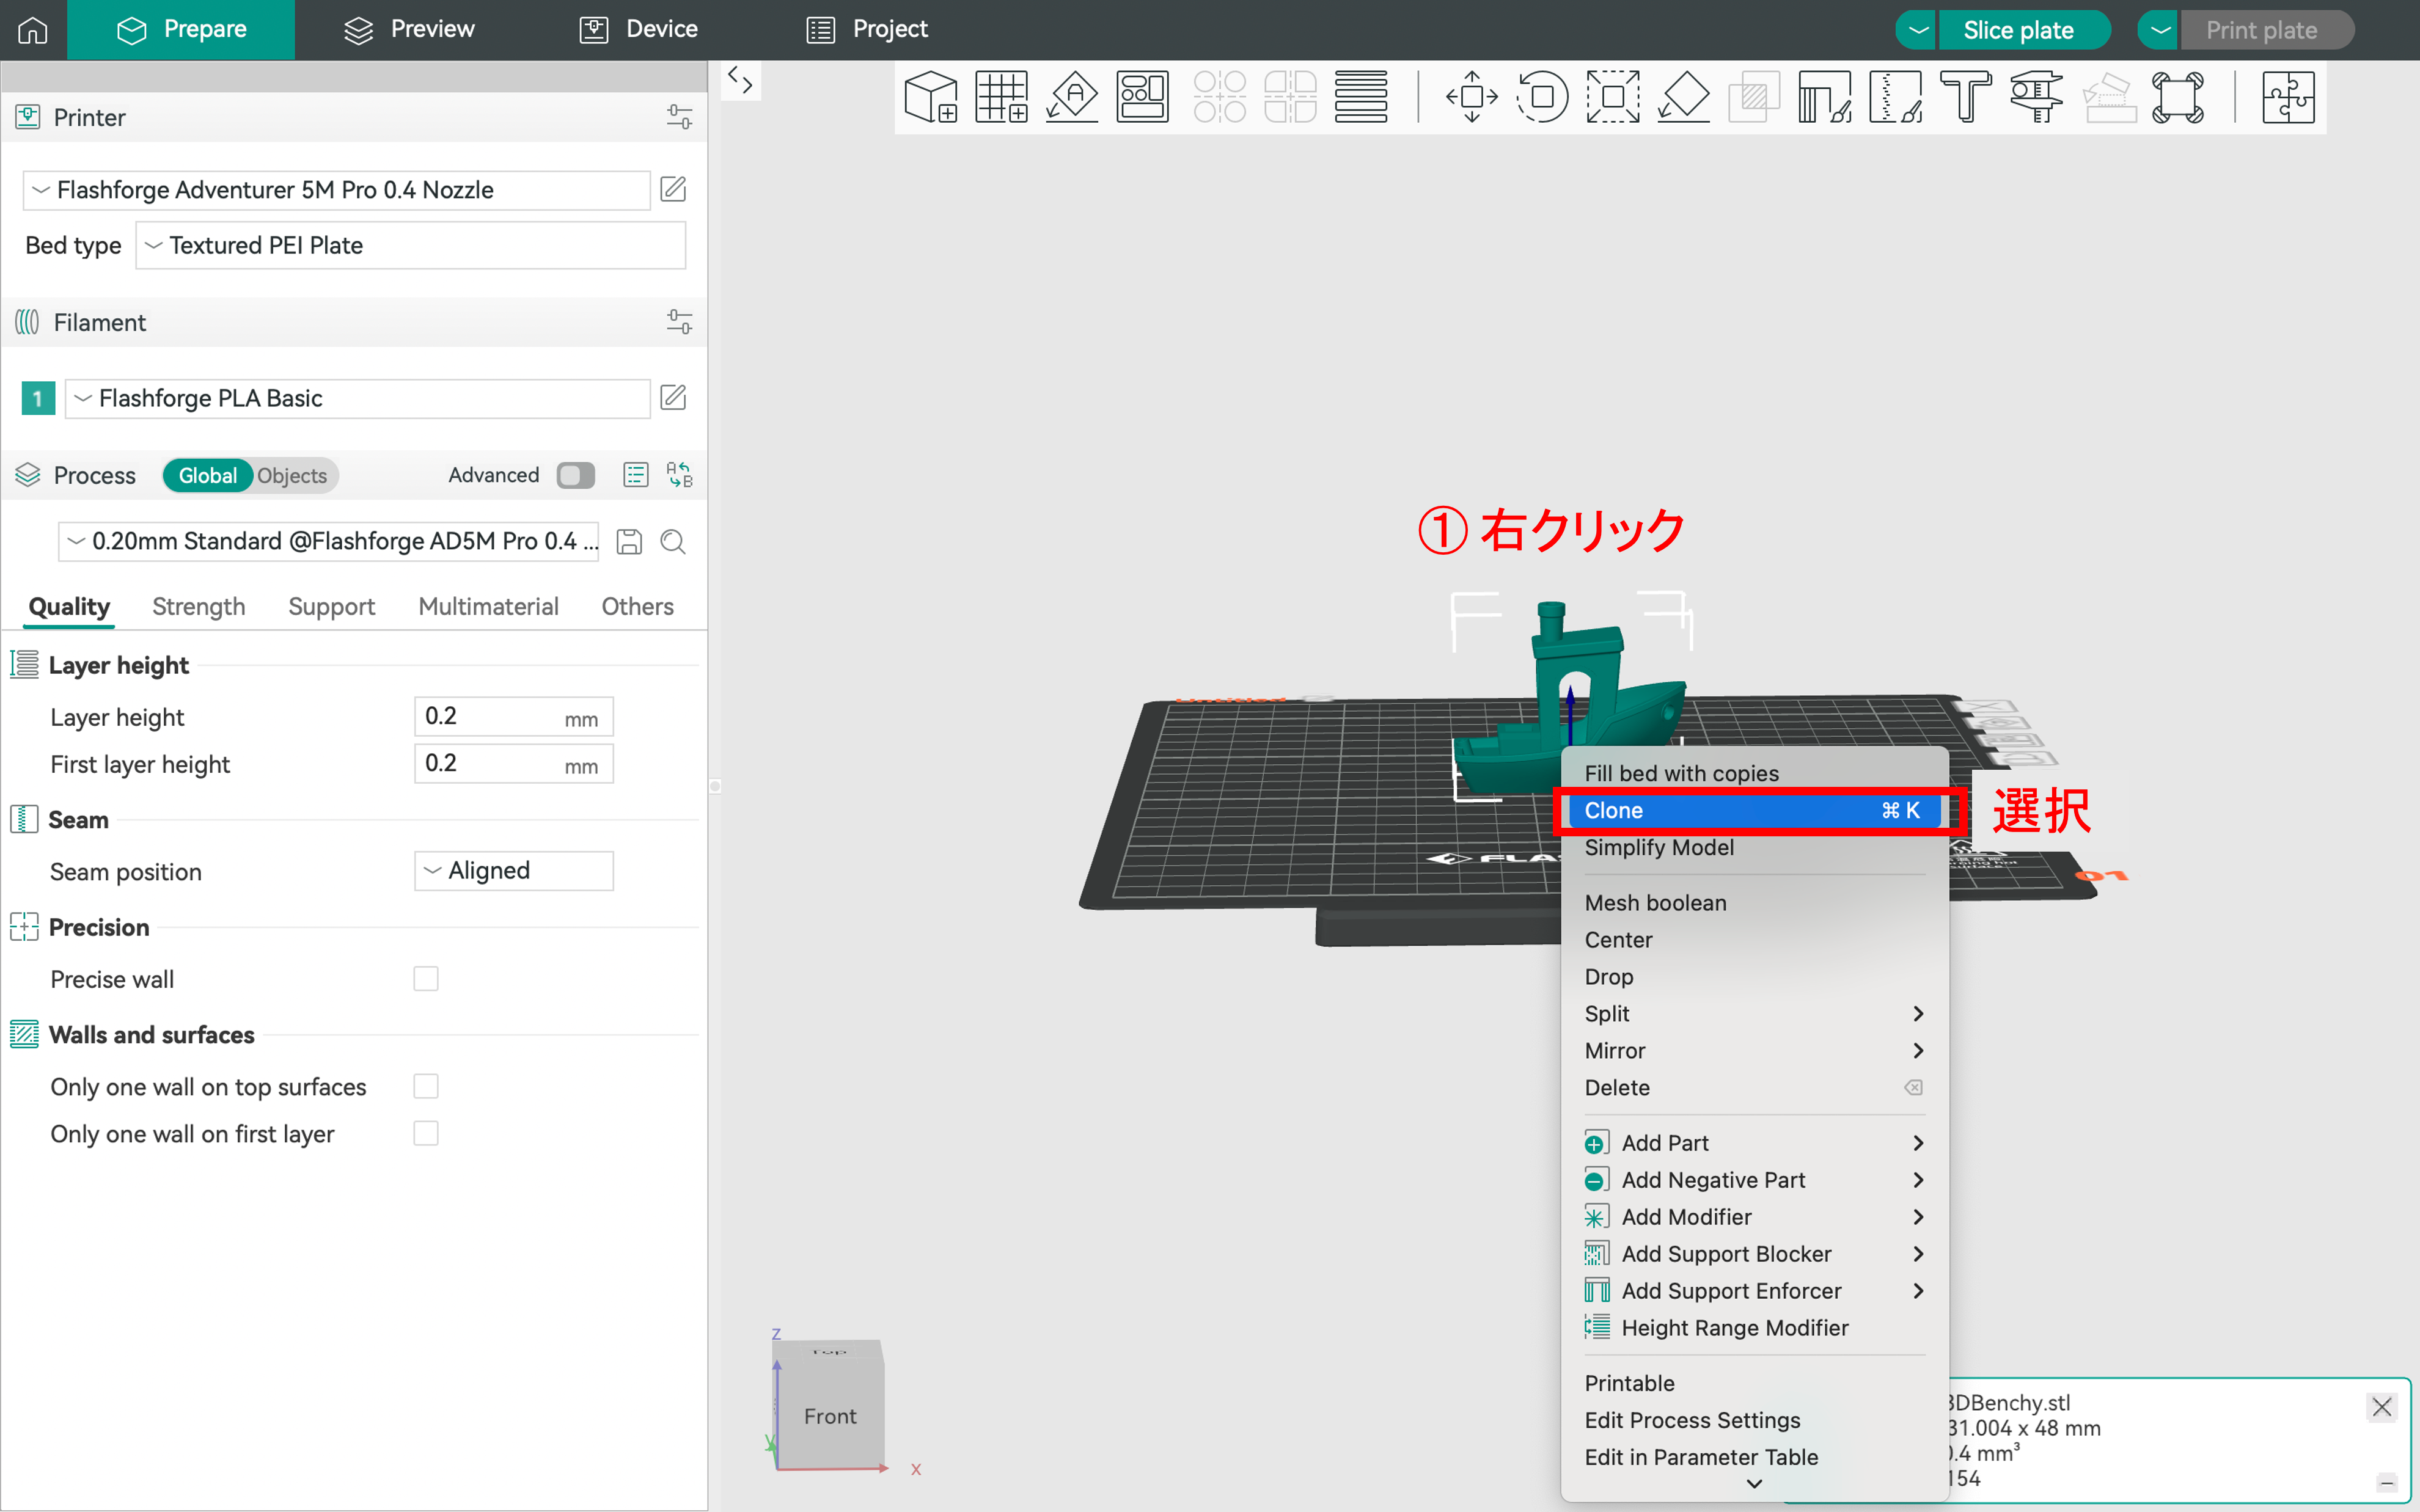 Prepare
Preview
Device
Project
Slice plate
Print plate
Printer
Flashforge Adventurer 5M Pro 0.4 Nozzle
Bed type
Textured PEI Plate
Filament
1
Flashforge PLA Basic
Process
Global
Objects
Advanced
0.20mm Standard @Flashforge AD5M Pro 0.4 ...
Quality
Strength
Support
Multimaterial
Others
Layer height
Layer height
0.2 mm
First layer height
0.2 mm
Seam
Seam position
Aligned
Precision
Precise wall
Walls and surfaces
Only one wall on top surfaces
Only one wall on first layer
① 右クリック
Fill bed with copies
Clone ⌘ K
選択
Simplify Model
Mesh boolean
Center
Drop
Split
Mirror
Delete
Add Part
Add Negative Part
Add Modifier
Add Support Blocker
Add Support Enforcer
Height Range Modifier
Printable
Edit Process Settings
Edit in Parameter Table
FLA
01
Z
Top
Front
Y
X
3DBenchy.stl
31.004 x 48 mm
0.4 mm³
154